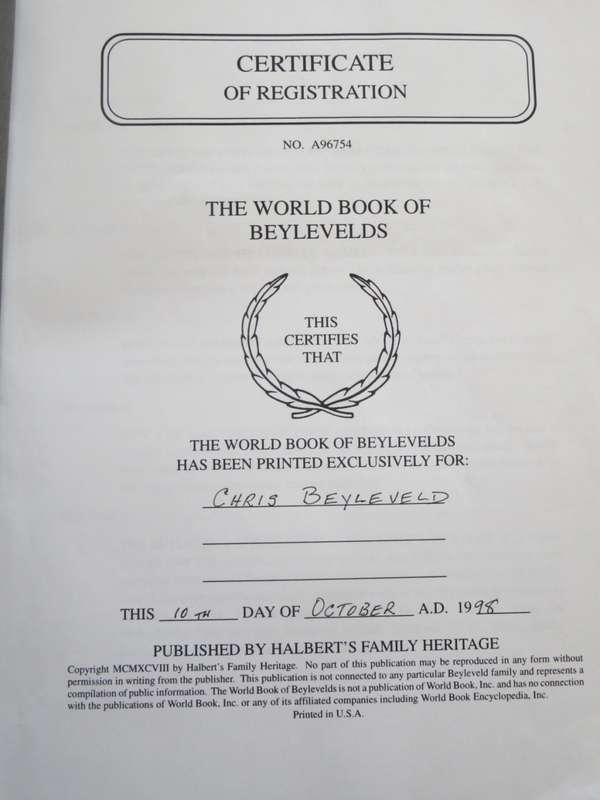 CERTIFICATE
OF REGISTRATION
NO. A96754
THE WORLD BOOK OF
BEYLEVELDS
THIS
CERTIFIES
THAT
THE WORLD BOOK OF BEYLEVELDS
HAS BEEN PRINTED EXCLUSIVELY FOR:
CHRIS BEYLEVELD
THIS 10 TH DAY OF OCTOBER A.D. 1998
PUBLISHED BY HALBERT'S FAMILY HERITAGE
Copyright MCMXCVIII by Halbert's Family Heritage. No part of this publication may be reproduced in any form without
permission in writing from the publisher. This publication is not connected to any particular Beyleveld family and represents a
compilation of public information. The World Book of Beylevelds is not a publication of World Book, Inc. and has no connection
with the publications of World Book, Inc. or any of its affiliated companies including World Book Encyclopedia, Inc.
Printed in U.S.A.